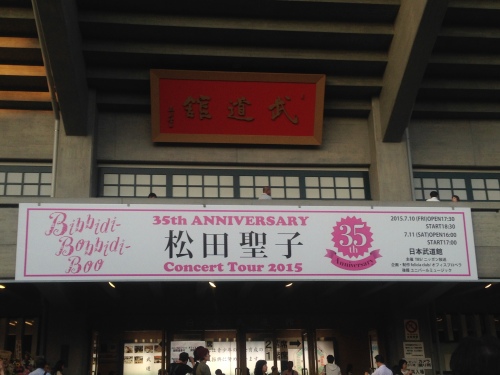 武道館
Bibbidi-
Bobbidi-
Boo
35th ANNIVERSARY
松田聖子
Concert Tour 2015
35th
Anniversary
2015.7.10 (FRI)OPEN17:30
START18:30
7.11 (SAT)OPEN16:00
START17:00
日本武道館